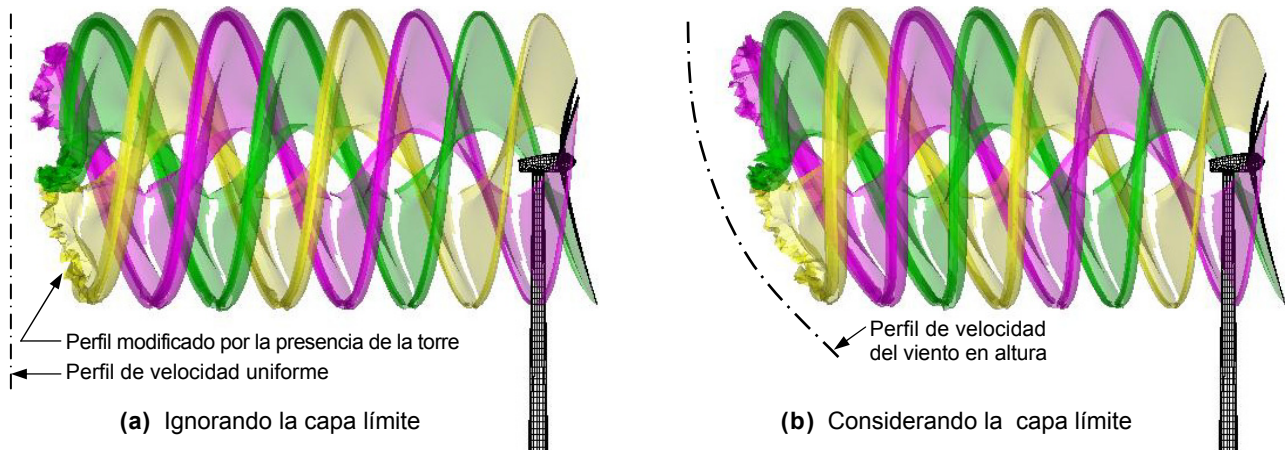 Perfil modificado por la presencia de la torre
Perfil de velocidad uniforme
(a) Ignorando la capa límite
Perfil de velocidad
del viento en altura
(b) Considerando la capa límite